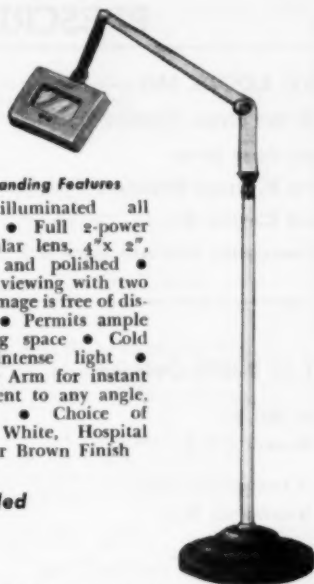 anding Features
illuminated all
● Full 2-power
lar lens, 4"x 2",
and polished ●
viewing with two
mage is free of dis-
● Permits ample
g space ● Cold
ntense light ●
Arm for instant
ent to any angle.
● Choice of
White, Hospital
r Brown Finish
led